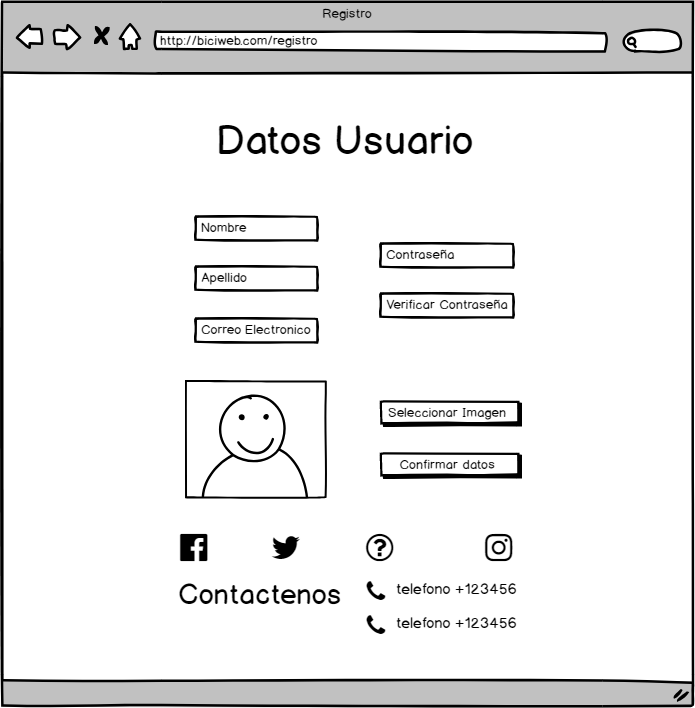 Registro
http://biciweb.com/registro
Datos Usuario
Nombre
Apellido
Correo Electronico
Contraseña
Verificar Contraseña
Seleccionar Imagen
Confirmar datos
Contactenos
telefono +123456
telefono +123456